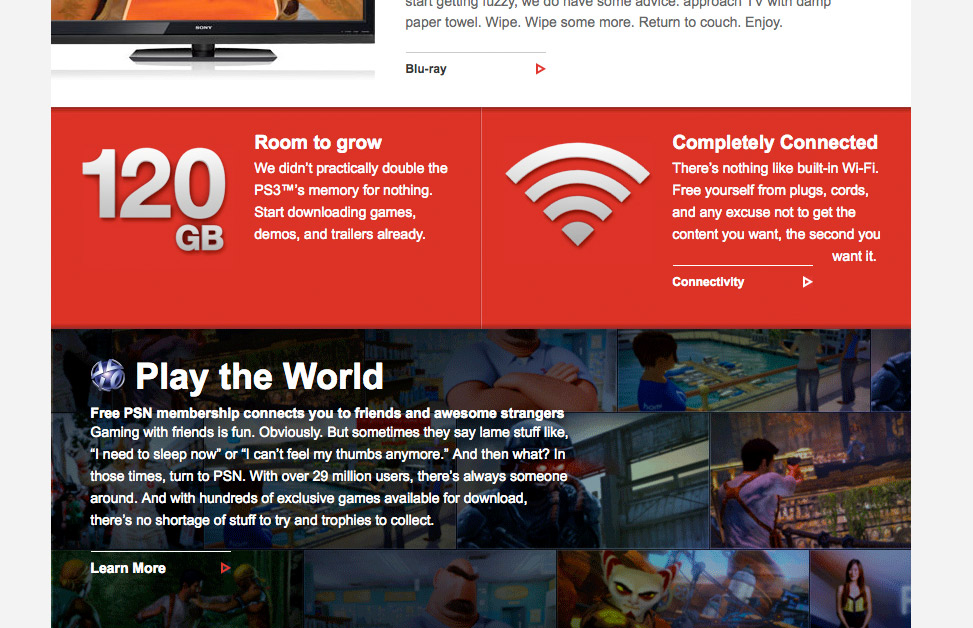 start getting fuzzy, we do have some advice: approach TV with damp
paper towel. Wipe. Wipe some more. Return to couch. Enjoy.
SONY
Blu-ray
120
GB
Room to grow
We didn’t practically double the
PS3™’s memory for nothing.
Start downloading games,
demos, and trailers already.
Completely Connected
There’s nothing like built-in Wi-Fi.
Free yourself from plugs, cords,
and any excuse not to get the
content you want, the second you
want it.
Connectivity
Play the World
Free PSN membership connects you to friends and awesome strangers
Gaming with friends is fun. Obviously. But sometimes they say lame stuff like,
“I need to sleep now” or “I can’t feel my thumbs anymore.” And then what? In
those times, turn to PSN. With over 29 million users, there’s always someone
around. And with hundreds of exclusive games available for download,
there’s no shortage of stuff to try and trophies to collect.
Learn More